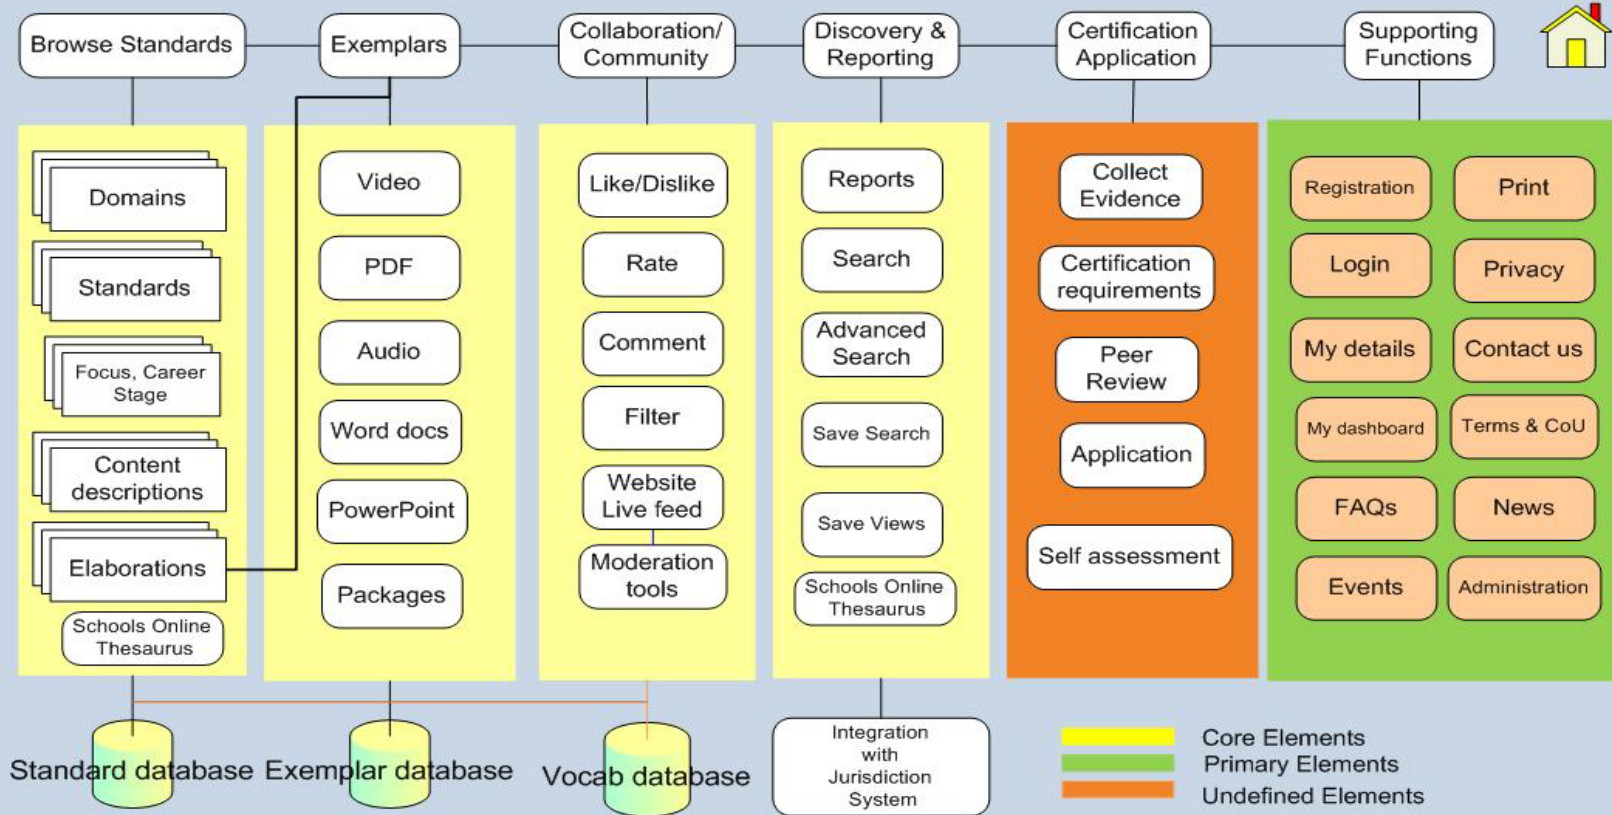 Browse Standards
Exemplars
Collaboration/
Community
Discovery &
Reporting
Certification
Application
Supporting
Functions
Domains
Standards
Focus, Career
Stage
Content
descriptions
Elaborations
Schools Online
Thesaurus
Video
PDF
Audio
Word docs
PowerPoint
Packages
Like/Dislike
Rate
Comment
Filter
Website
Live feed
Moderation
tools
Reports
Search
Advanced
Search
Save Search
Save Views
Schools Online
Thesaurus
Collect
Evidence
Certification
requirements
Peer
Review
Application
Self assessment
Registration
Print
Login
Privacy
My details
Contact us
My dashboard
Terms & CoU
FAQs
News
Events
Administration
Standard database
Exemplar database
Vocab database
Integration
with
Jurisdiction
System
Core Elements
Primary Elements
Undefined Elements